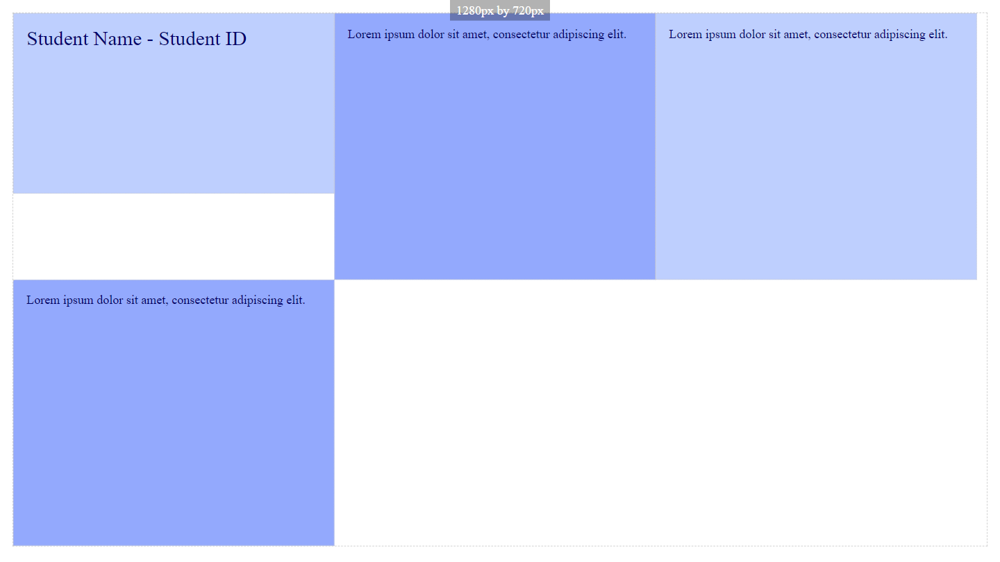 1280px by 720px
Student Name - Student ID
Lorem ipsum dolor sit amet, consectetur adipiscing elit.
Lorem ipsum dolor sit amet, consectetur adipiscing elit.
Lorem ipsum dolor sit amet, consectetur adipiscing elit.